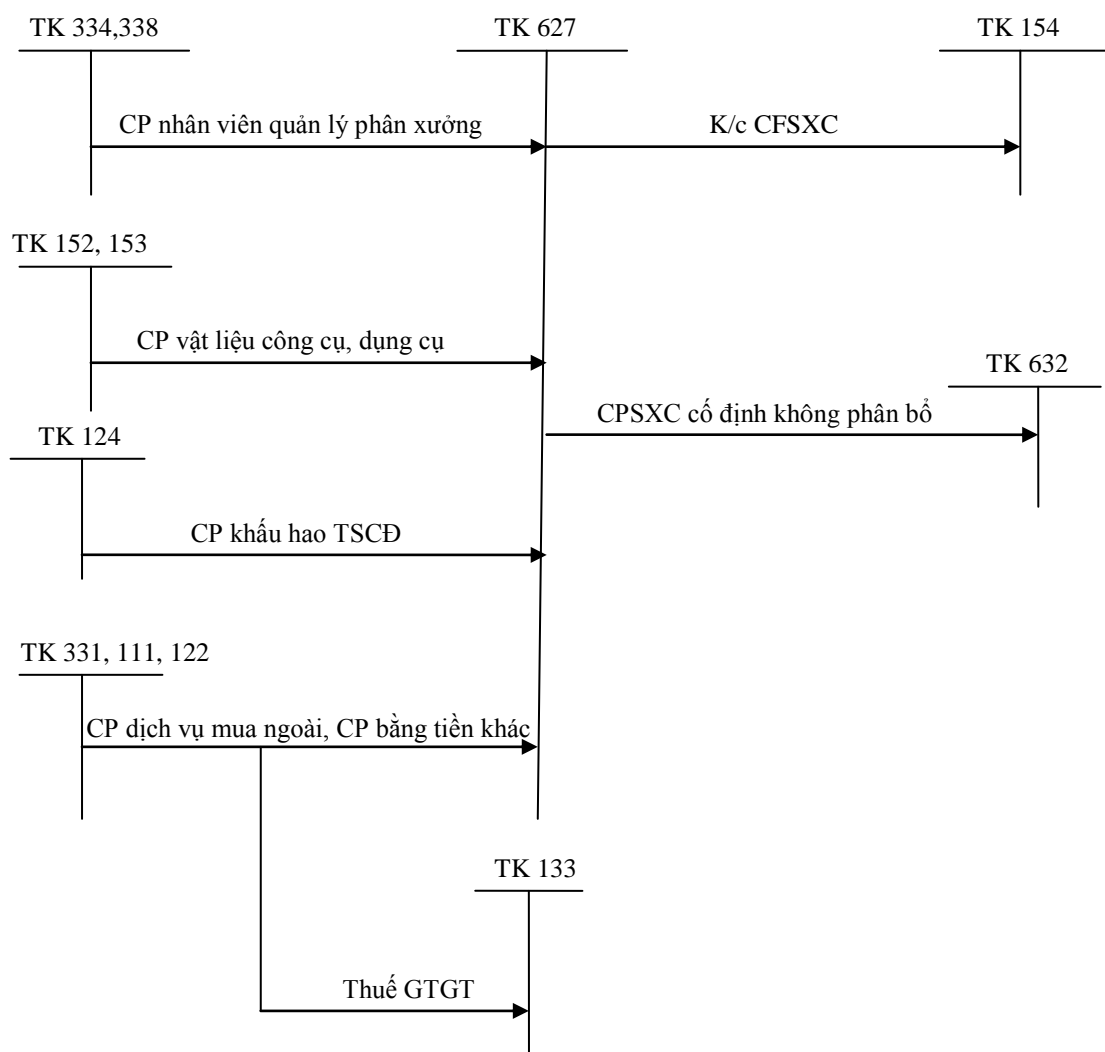 TK 334,338
TK 627
TK 154
CP nhân viên quản lý phân xưởng
K/c CFSXC
TK 152, 153
CP vật liệu công cụ, dụng cụ
TK 632
CPSXC cố định không phân bổ
TK 124
CP khấu hao TSCĐ
TK 331, 111, 122
CP dịch vụ mua ngoài, CP bằng tiền khác
TK 133
Thuế GTGT